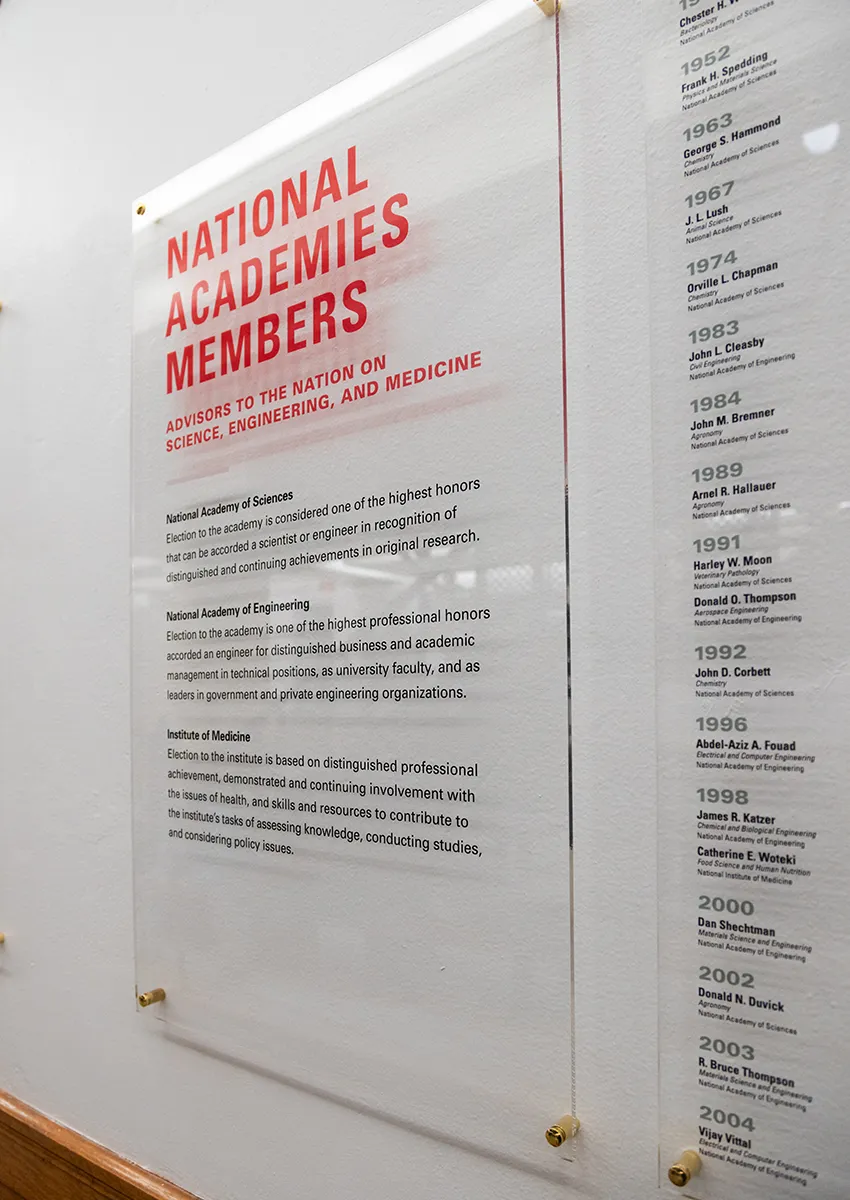 NATIONAL
ACADEMIES
MEMBERS
ADVISORS TO THE NATION ON
SCIENCE, ENGINEERING, AND MEDICINE
National Academy of Sciences
Election to the academy is considered one of the highest honors
that can be accorded a scientist or engineer in recognition of
distinguished and continuing achievements in original research.
National Academy of Engineering
Election to the academy is one of the highest professional honors
accorded an engineer for distinguished business and academic
management in technical positions, as university faculty, and as
leaders in government and private engineering organizations.
Institute of Medicine
Election to the institute is based on distinguished professional
achievement, demonstrated and continuing involvement with
the issues of health, and skills and resources to contribute to
the institute's tasks of assessing knowledge, conducting studies,
and considering policy issues.
Chester H.
Bacteriology
National Academy of Sciences
1952
Frank H. Spedding
Physics and Materials Science
National Academy of Sciences
1963
George S. Hammond
Chemistry
National Academy of Sciences
1967
J. L. Lush
Animal Science
National Academy of Sciences
1974
Orville L. Chapman
Chemistry
National Academy of Sciences
1983
John L. Cleasby
Civil Engineering
National Academy of Engineering
1984
John M. Bremner
Agronomy
National Academy of Sciences
1989
Arnel R. Hallauer
Agronomy
National Academy of Sciences
1991
Harley W. Moon
Veterinary Pathology
National Academy of Sciences
Donald O. Thompson
Aerospace Engineering
National Academy of Engineering
1992
John D. Corbett
Chemistry
National Academy of Sciences
1996
Abdel-Aziz A. Fouad
Electrical and Computer Engineering
National Academy of Engineering
1998
James R. Katzer
Chemical and Biological Engineering
National Academy of Engineering
Catherine E. Woteki
Food Science and Human Nutrition
National Institute of Medicine
2000
Dan Shechtman
Materials Science and Engineering
National Academy of Engineering
2002
Donald N. Duvick
Agronomy
National Academy of Sciences
2003
R. Bruce Thompson
Materials Science and Engineering
National Academy of Engineering
2004
Vijay Vittal
Electrical and Computer Engineering
National Academy of Engineering